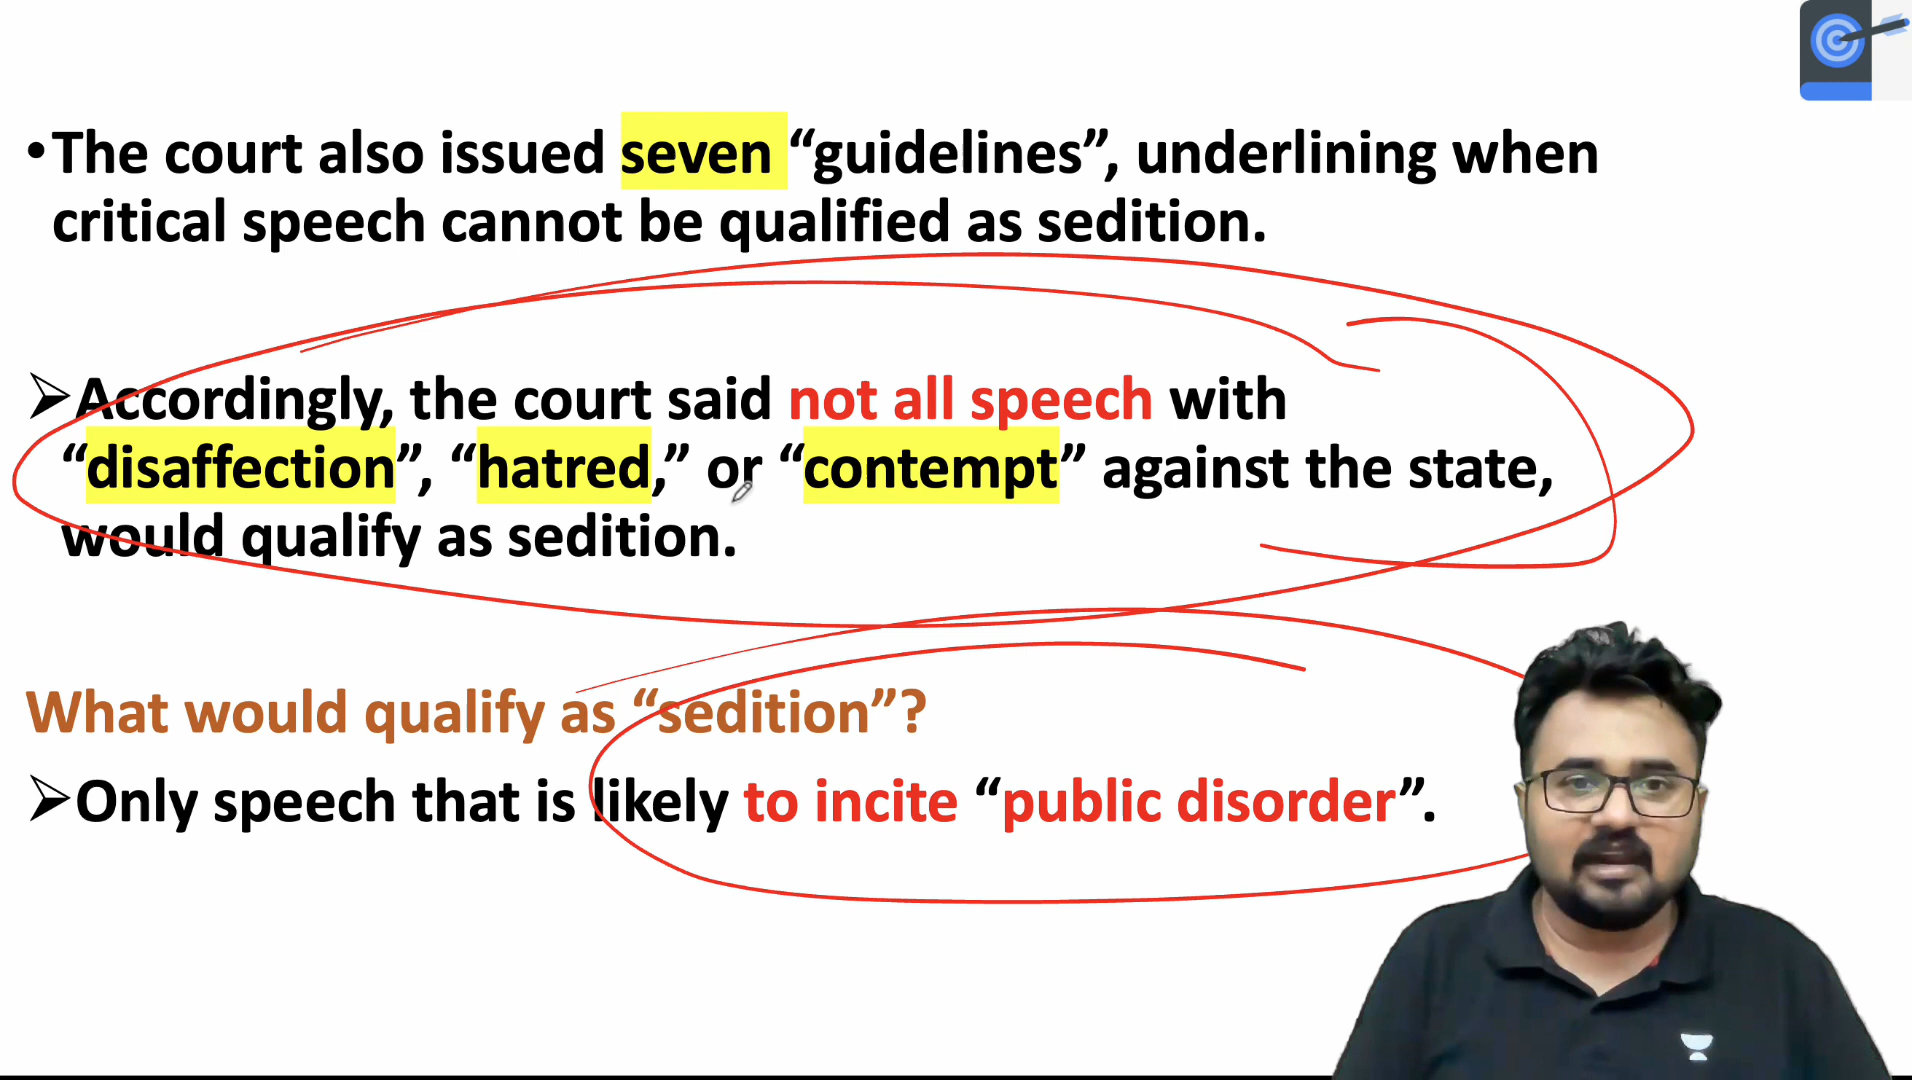 •The court also issued seven “guidelines”, underlining when
critical speech cannot be qualified as sedition.
➢Accordingly, the court said not all speech with
“disaffection”, “hatred,” or “contempt” against the state,
would qualify as sedition.
What would qualify as “sedition”?
➢Only speech that is likely to incite “public disorder”.